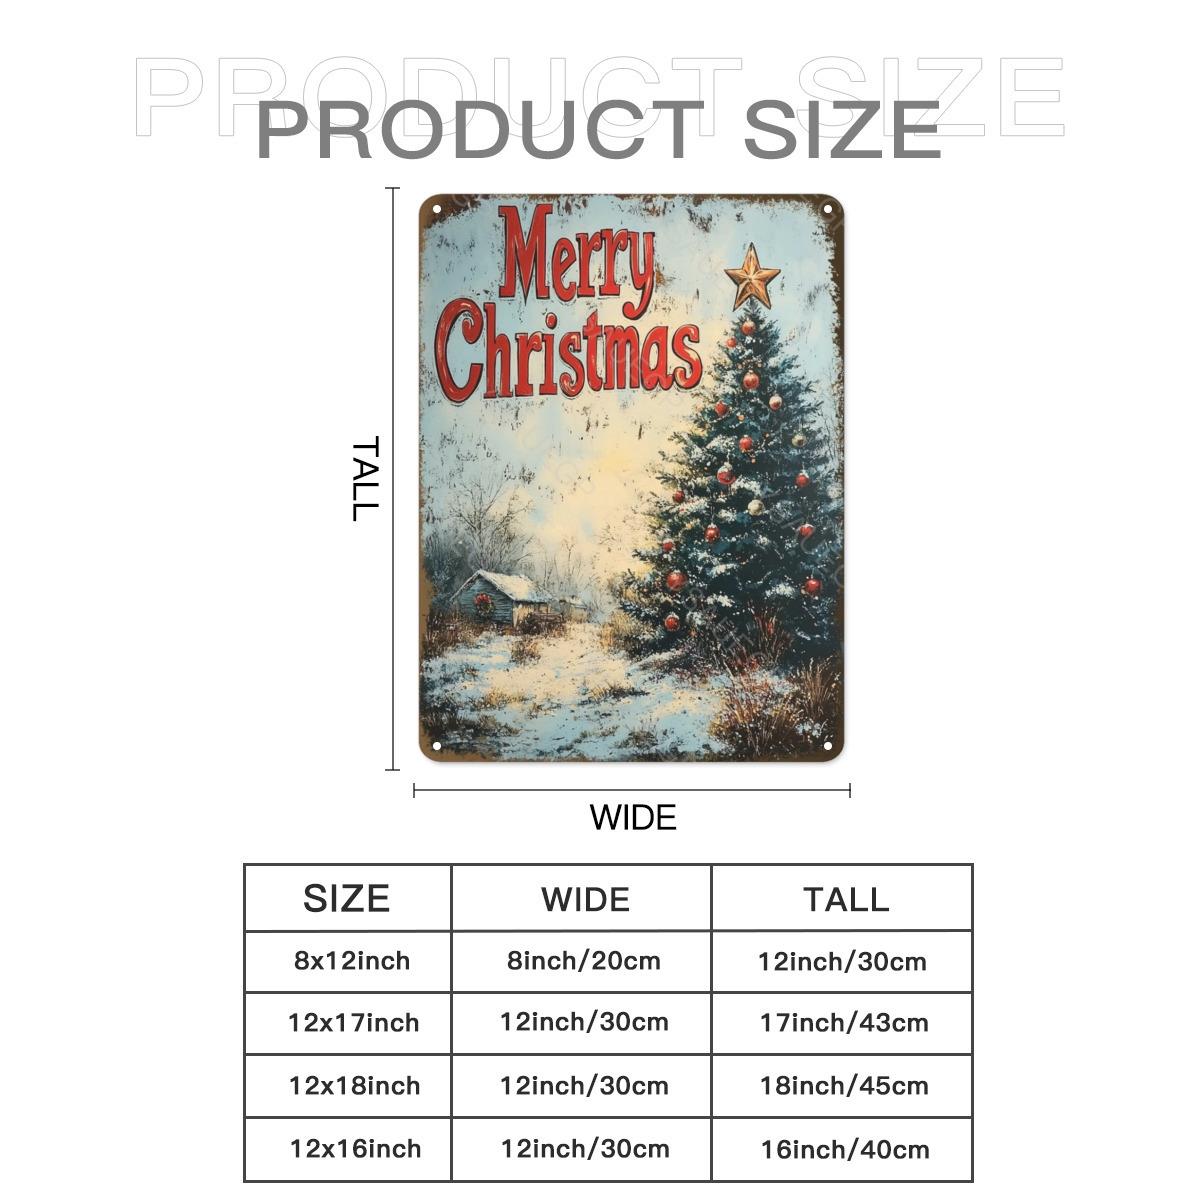 PRODUCT SIZE
PRODUCT SIZE
Merry
Christmas
TALL
WIDE
SIZE WIDE TALL
8x12inch 8inch/20cm 12inch/30cm
12x17inch 12inch/30cm 17inch/43cm
12x18inch 12inch/30cm 18inch/45cm
12x16inch 12inch/30cm 16inch/40cm